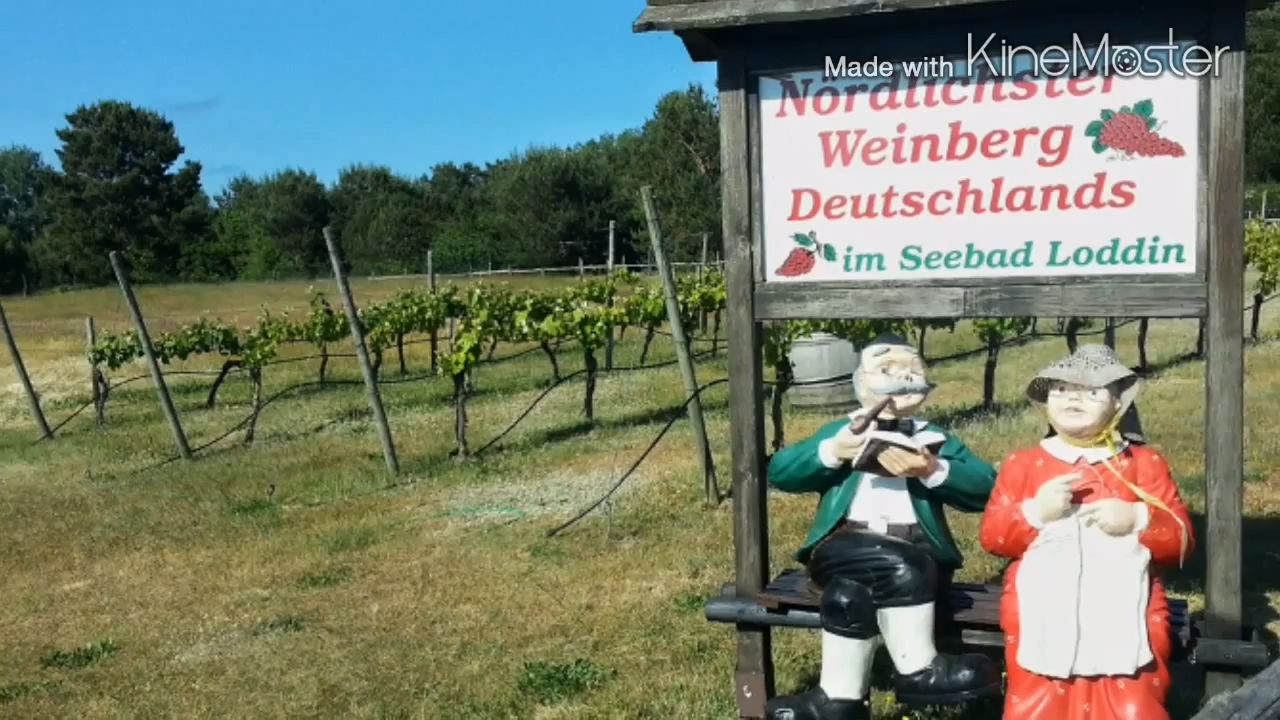 Made with KineMaster
Nördlichster
Weinberg
Deutschlands
im Seebad Loddin